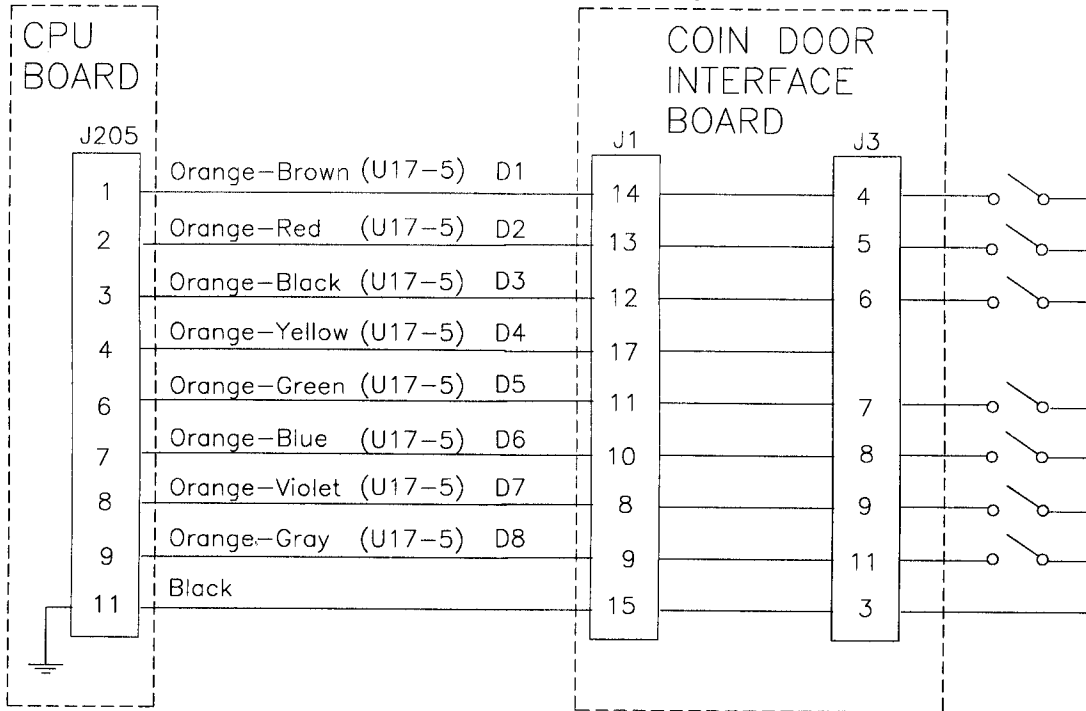 CPU
BOARD
COIN DOOR
INTERFACE
BOARD
J205
J1
J3
1 Orange-Brown (U17-5) D1 14 4
2 Orange-Red (U17-5) D2 13 5
3 Orange-Black (U17-5) D3 12 6
4 Orange-Yellow (U17-5) D4 17
6 Orange-Green (U17-5) D5 11 7
7 Orange-Blue (U17-5) D6 10 8
8 Orange-Violet (U17-5) D7 8 9
9 Orange-Gray (U17-5) D8 9 11
11 Black 15 3